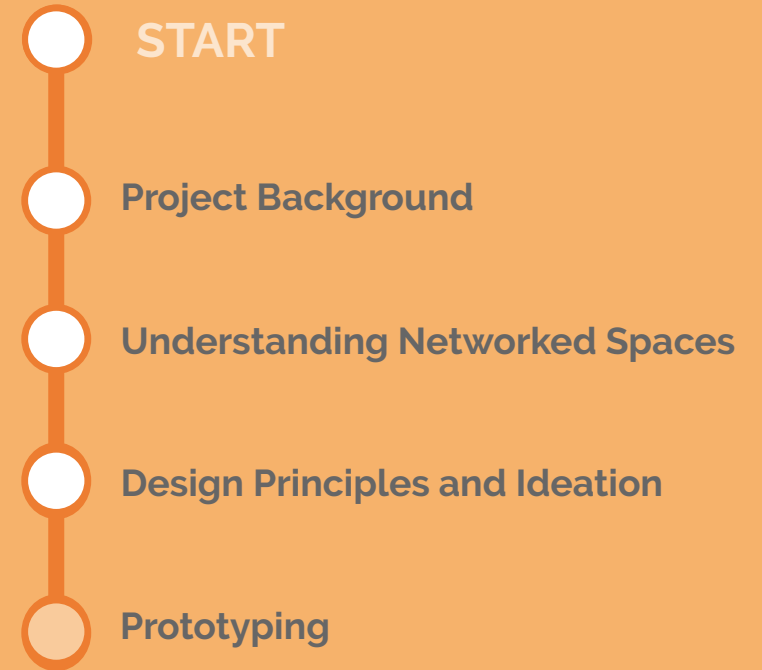 START
Project Background
Understanding Networked Spaces
Design Principles and Ideation
Prototyping